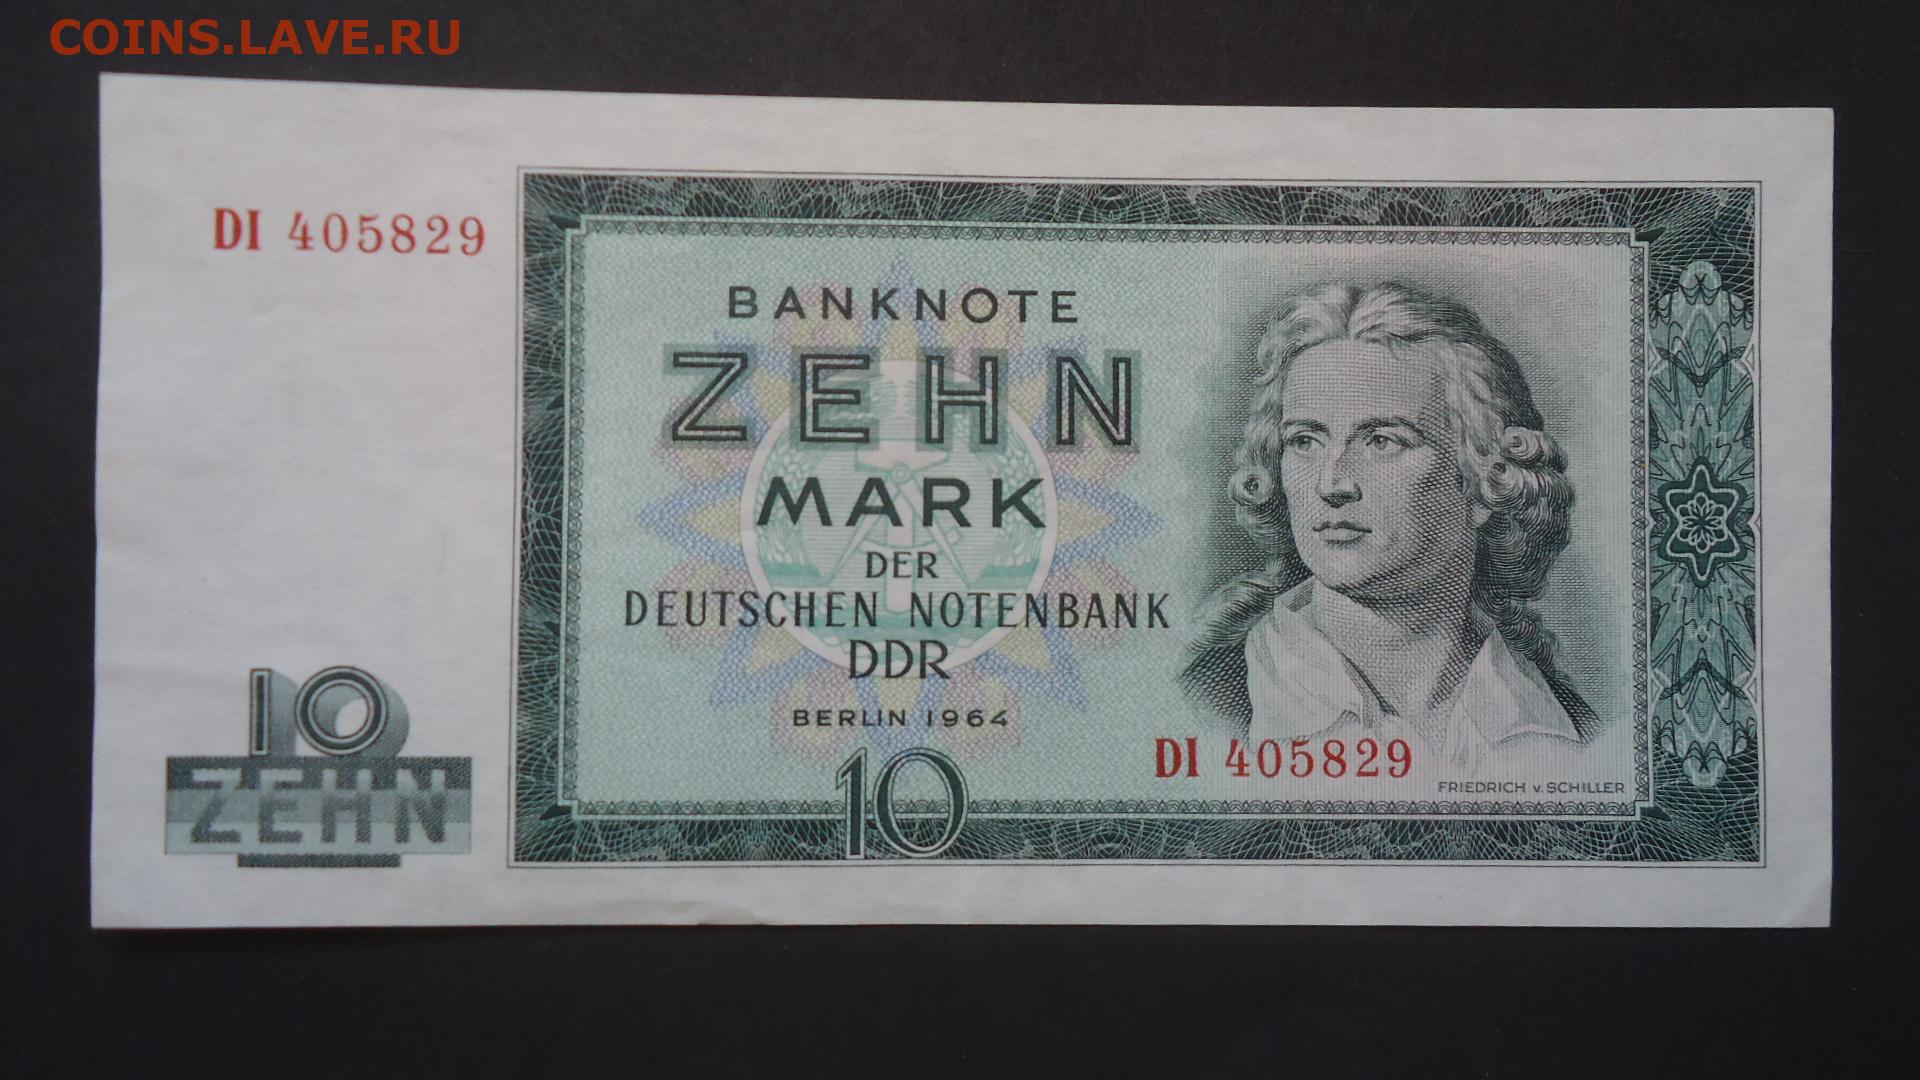 COINS.LAVE.RU
DI 405829
BANKNOTE
ZEHN
MARK
DER
DEUTSCHEN NOTENBANK
DDR
BERLIN 1964
10
ZEHN
10
DI 405829
FRIEDRICH v. SCHILLER